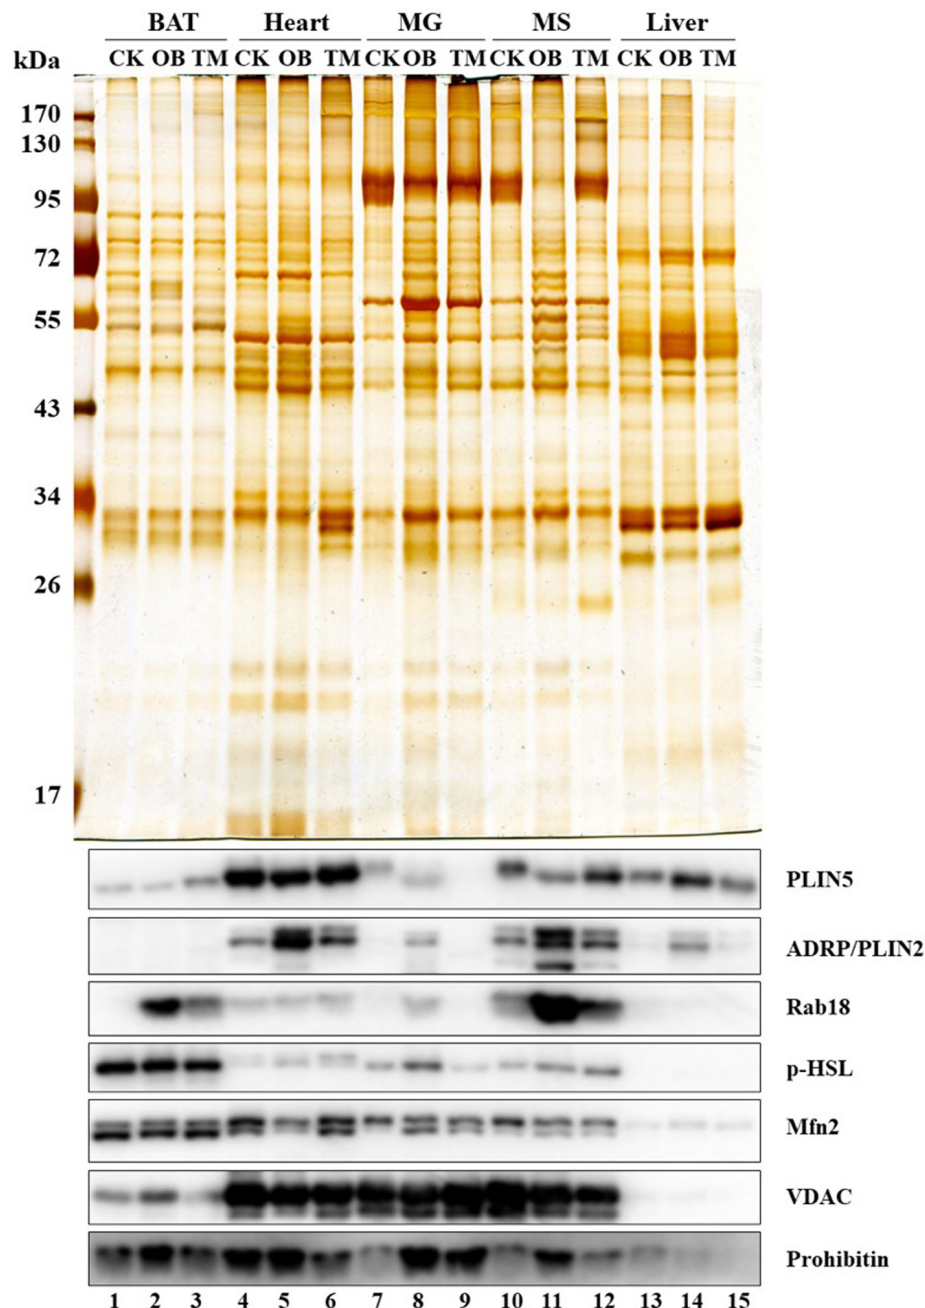 BAT Heart MG MS Liver
kDa CK OB TM CK OB TM CK OB TM CK OB TM CK OB TM
170
130
95
72
55
43
34
26
17
PLIN5
ADRP/PLIN2
Rab18
p-HSL
Mfn2
VDAC
Prohibitin
1 2 3 4 5 6 7 8 9 10 11 12 13 14 15